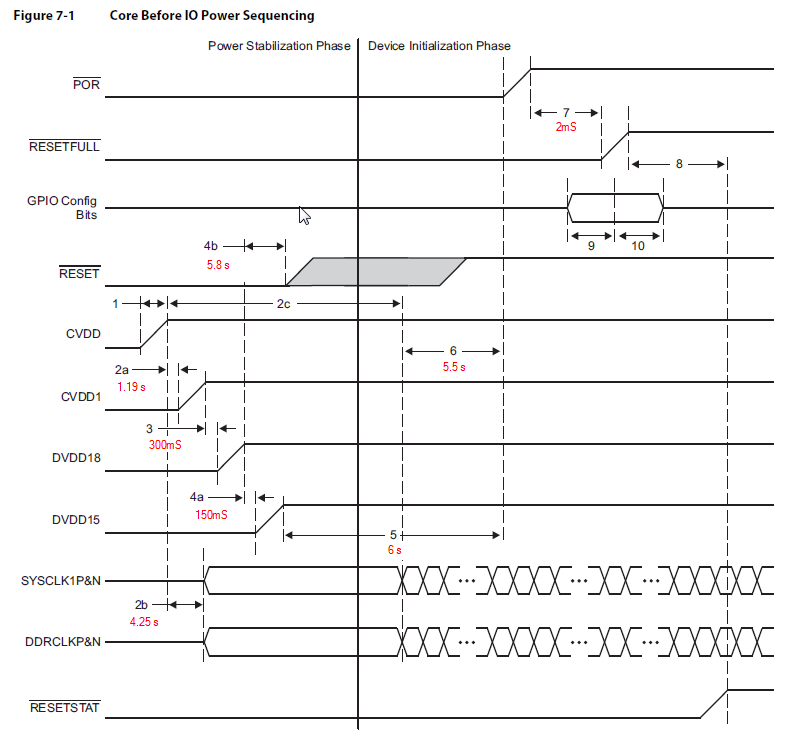 Figure 7-1 Core Before IO Power Sequencing
Power Stabilization Phase Device Initialization Phase
POR
7
2mS
RESETFULL
8
GPIO Config
Bits
9 10
4b
5.8 s
RESET
1 2c
CVDD
6
5.5 s
2a
1.19 s
CVDD1
3
300mS
DVDD18
4a
150mS
DVDD15
5
6 s
SYSCLK1P&N
2b
4.25 s
DDRCLKP&N
RESETSTAT